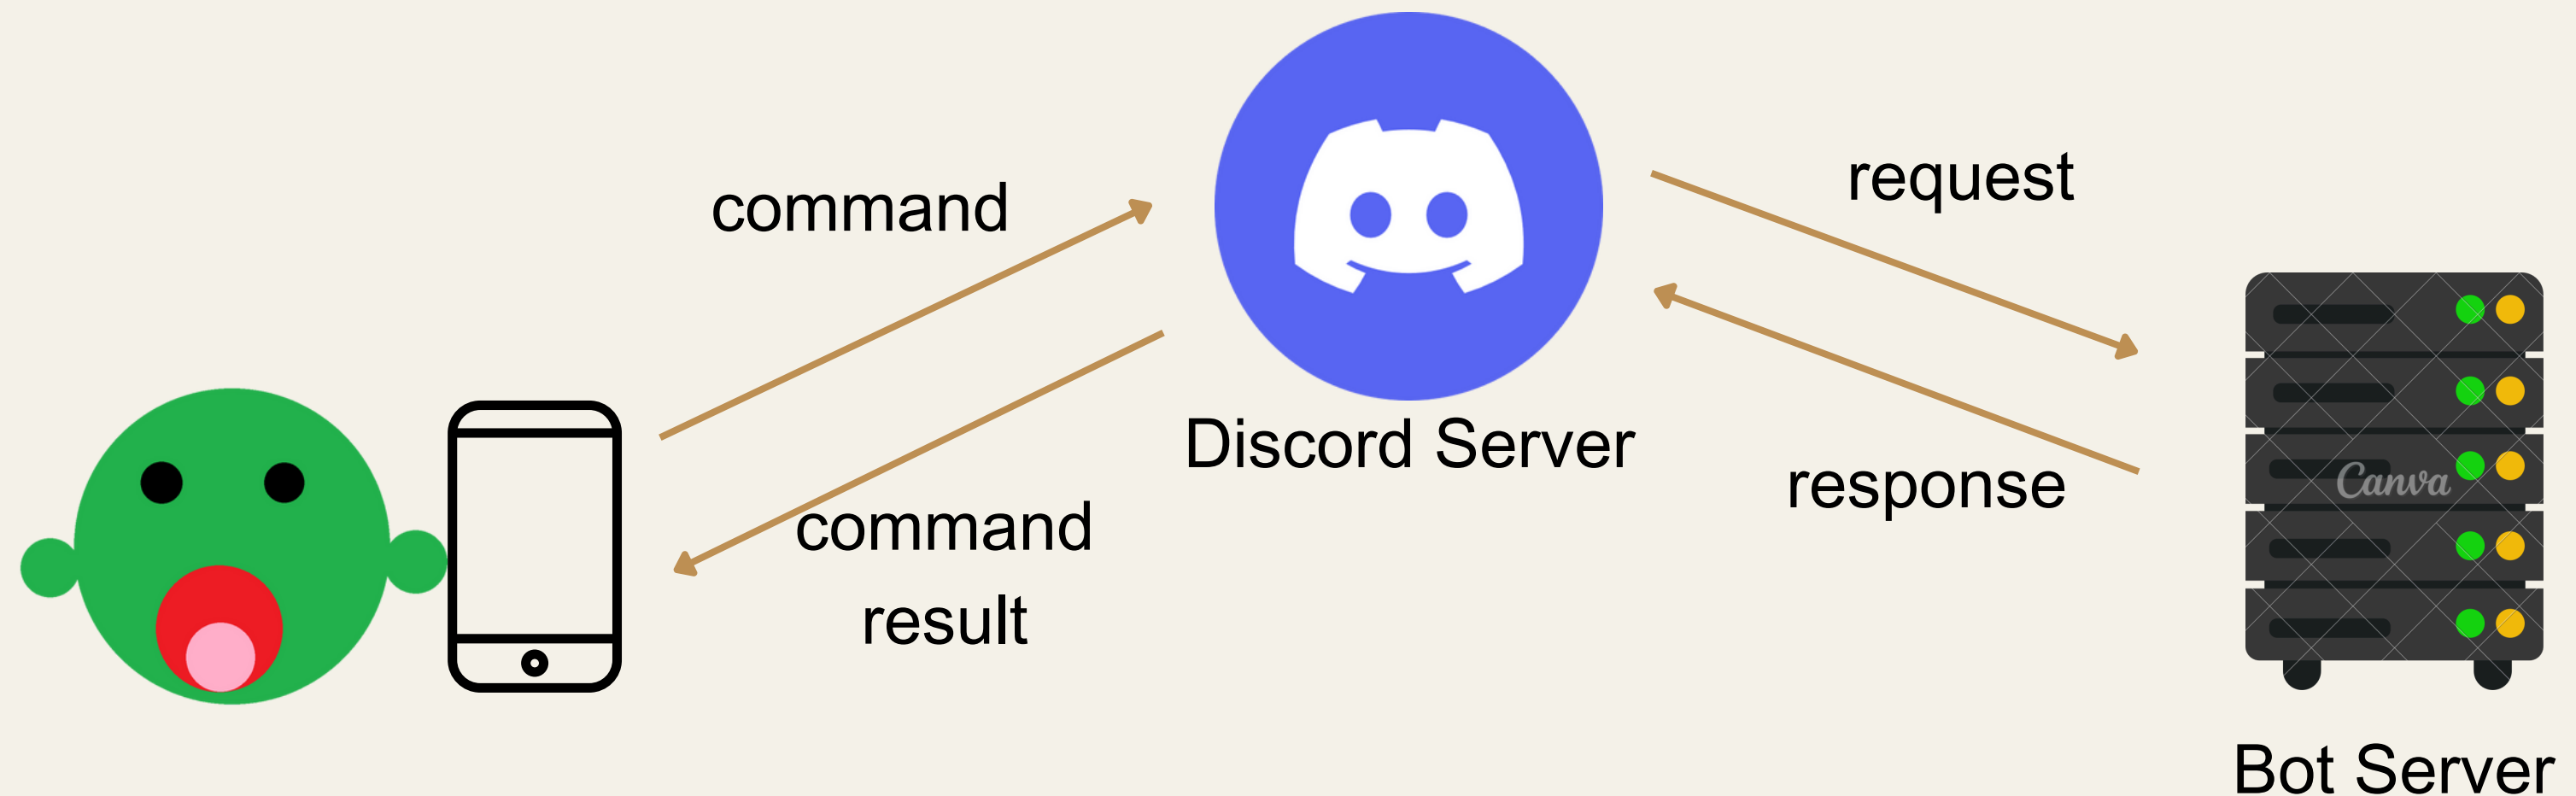 command
request
Discord Server
response
Canva
command
result
Bot Server